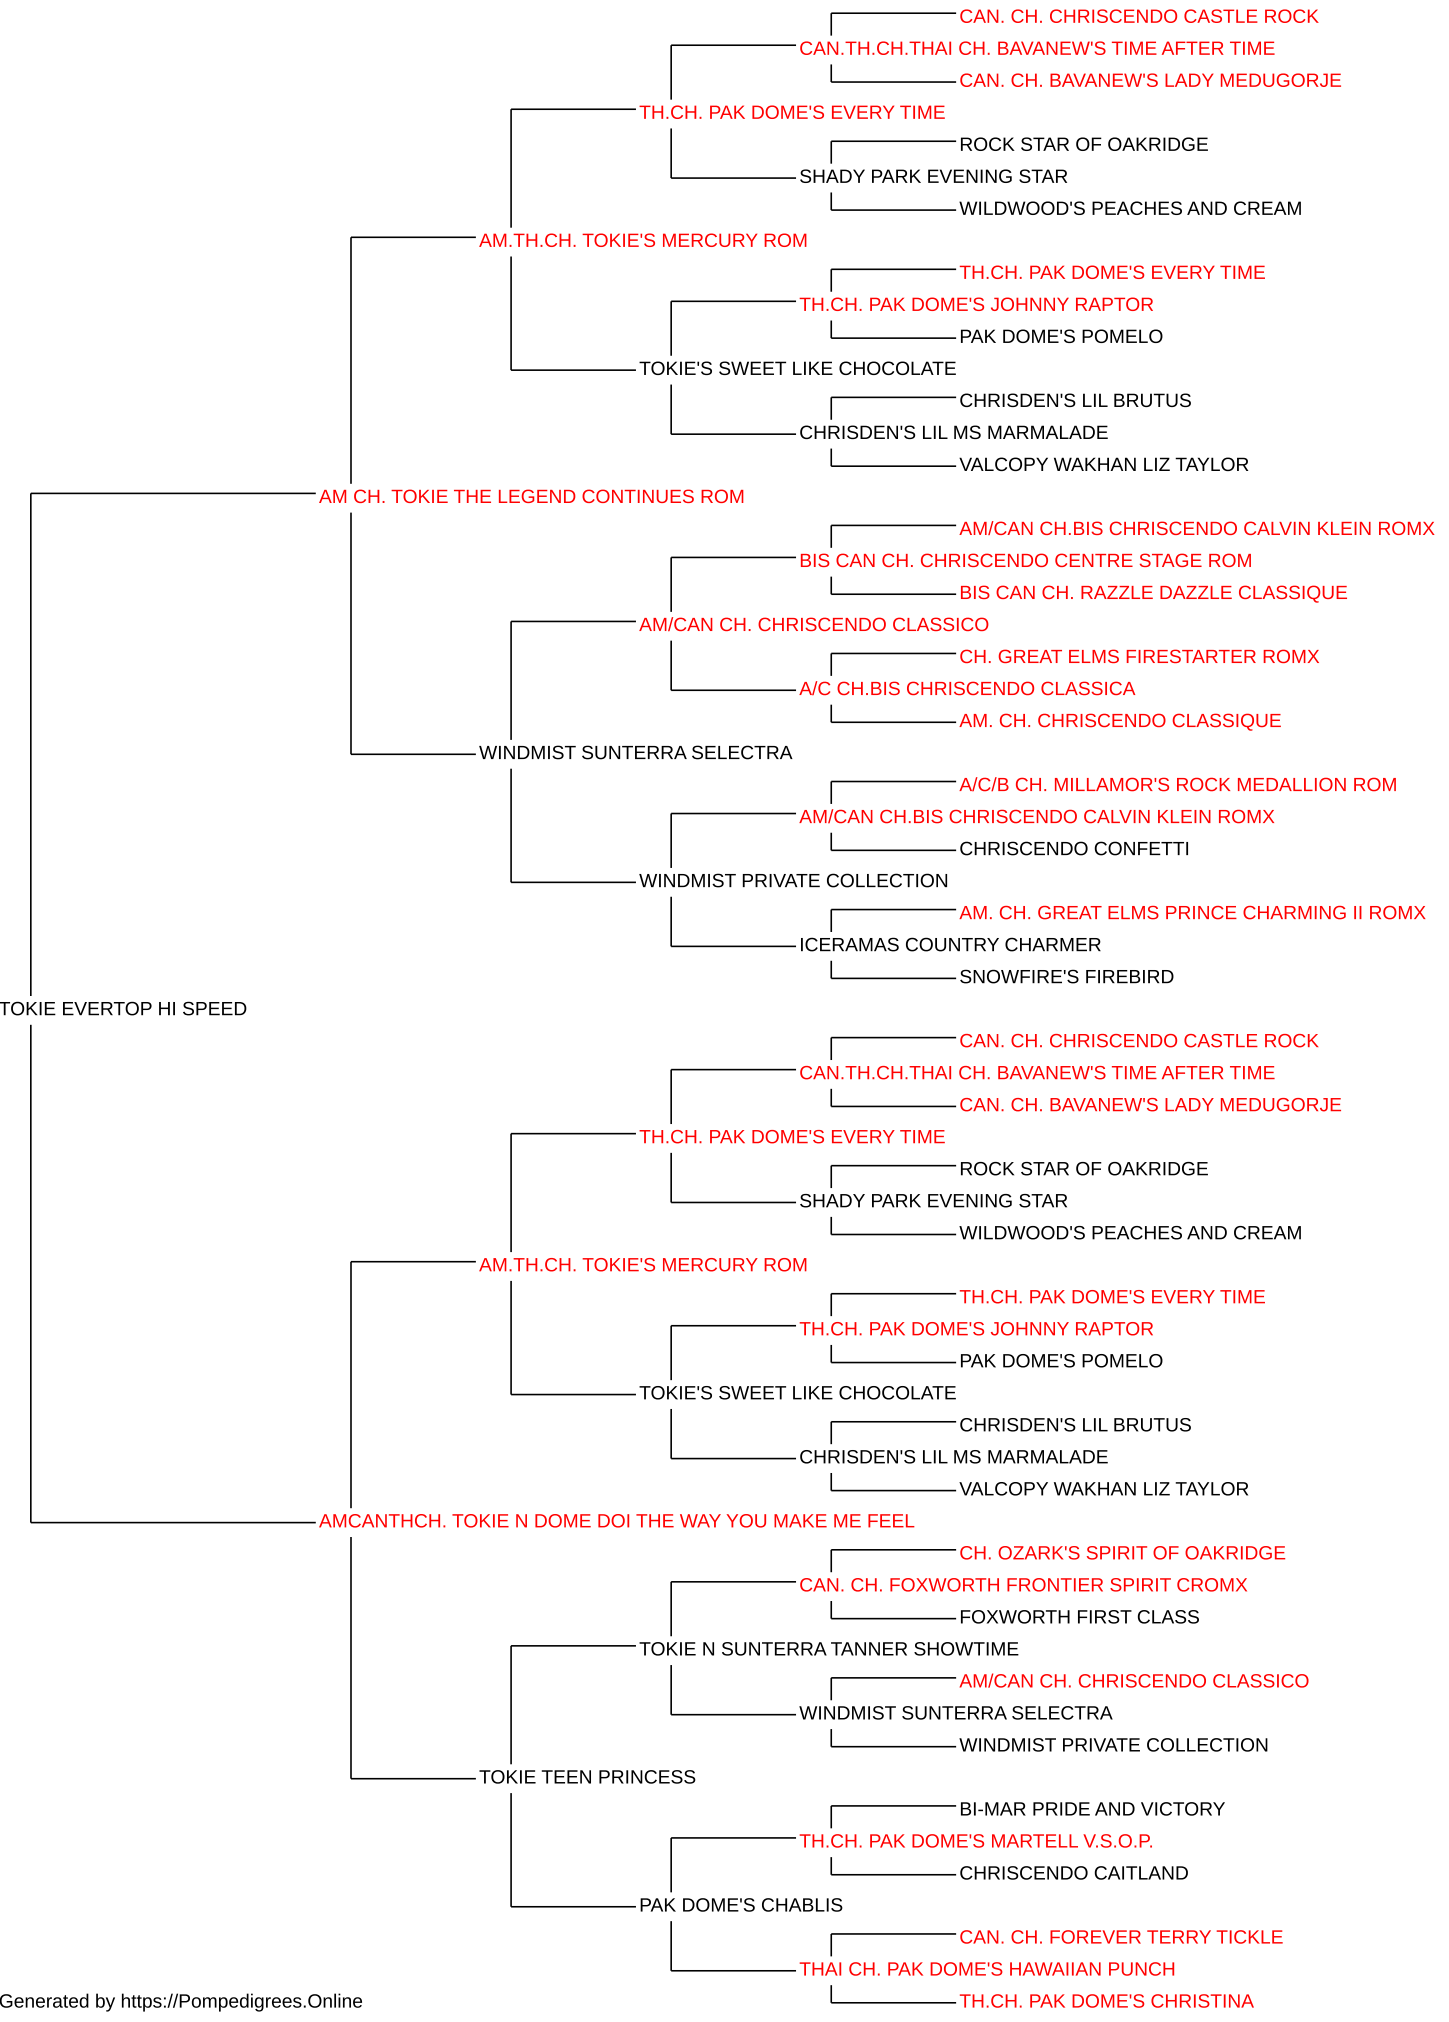 CAN. CH. CHRISCENDO CASTLE ROCK
CAN.TH.CH.THAI CH. BAVANEW'S TIME AFTER TIME
CAN. CH. BAVANEW'S LADY MEDUGORJE
TH.CH. PAK DOME'S EVERY TIME
ROCK STAR OF OAKRIDGE
SHADY PARK EVENING STAR
WILDWOOD'S PEACHES AND CREAM
AM.TH.CH. TOKIE'S MERCURY ROM
TH.CH. PAK DOME'S EVERY TIME
TH.CH. PAK DOME'S JOHNNY RAPTOR
PAK DOME'S POMELO
TOKIE'S SWEET LIKE CHOCOLATE
CHRISDEN'S LIL BRUTUS
CHRISDEN'S LIL MS MARMALADE
VALCOPY WAKHAN LIZ TAYLOR
AM CH. TOKIE THE LEGEND CONTINUES ROM
AM/CAN CH.BIS CHRISCENDO CALVIN KLEIN ROMX
BIS CAN CH. CHRISCENDO CENTRE STAGE ROM
BIS CAN CH. RAZZLE DAZZLE CLASSIQUE
AM/CAN CH. CHRISCENDO CLASSICO
CH. GREAT ELMS FIRESTARTER ROMX
A/C CH.BIS CHRISCENDO CLASSICA
AM. CH. CHRISCENDO CLASSIQUE
WINDMIST SUNTERRA SELECTRA
A/C/B CH. MILLAMOR'S ROCK MEDALLION ROM
AM/CAN CH.BIS CHRISCENDO CALVIN KLEIN ROMX
CHRISCENDO CONFETTI
WINDMIST PRIVATE COLLECTION
AM. CH. GREAT ELMS PRINCE CHARMING II ROMX
ICERAMAS COUNTRY CHARMER
SNOWFIRE'S FIREBIRD
TOKIE EVERTOP HI SPEED
CAN. CH. CHRISCENDO CASTLE ROCK
CAN.TH.CH.THAI CH. BAVANEW'S TIME AFTER TIME
CAN. CH. BAVANEW'S LADY MEDUGORJE
TH.CH. PAK DOME'S EVERY TIME
ROCK STAR OF OAKRIDGE
SHADY PARK EVENING STAR
WILDWOOD'S PEACHES AND CREAM
AM.TH.CH. TOKIE'S MERCURY ROM
TH.CH. PAK DOME'S EVERY TIME
TH.CH. PAK DOME'S JOHNNY RAPTOR
PAK DOME'S POMELO
TOKIE'S SWEET LIKE CHOCOLATE
CHRISDEN'S LIL BRUTUS
CHRISDEN'S LIL MS MARMALADE
VALCOPY WAKHAN LIZ TAYLOR
AMCANTHCH. TOKIE N DOME DOI THE WAY YOU MAKE ME FEEL
CH. OZARK'S SPIRIT OF OAKRIDGE
CAN. CH. FOXWORTH FRONTIER SPIRIT CROMX
FOXWORTH FIRST CLASS
TOKIE N SUNTERRA TANNER SHOWTIME
AM/CAN CH. CHRISCENDO CLASSICO
WINDMIST SUNTERRA SELECTRA
WINDMIST PRIVATE COLLECTION
TOKIE TEEN PRINCESS
BI-MAR PRIDE AND VICTORY
TH.CH. PAK DOME'S MARTELL V.S.O.P.
CHRISCENDO CAITLAND
PAK DOME'S CHABLIS
CAN. CH. FOREVER TERRY TICKLE
THAI CH. PAK DOME'S HAWAIIAN PUNCH
TH.CH. PAK DOME'S CHRISTINA
Generated by https://Pompedigrees.Online